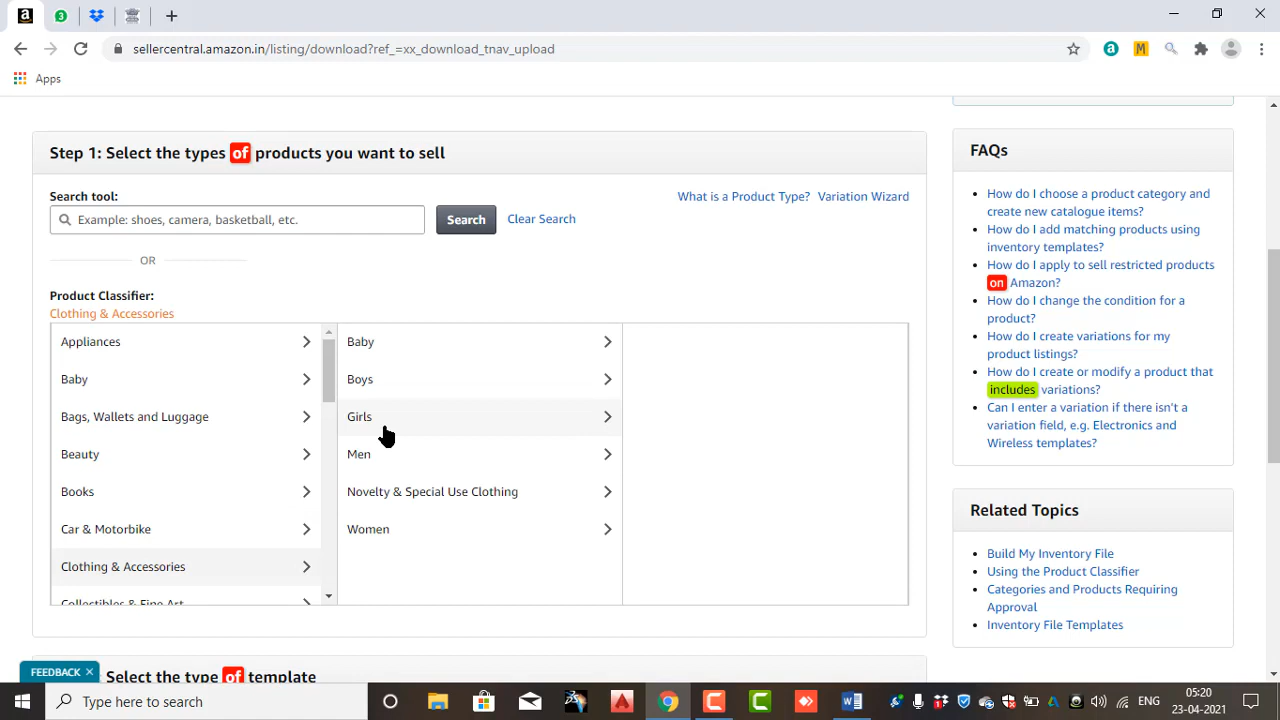 sellercentral.amazon.in/listing/download?ref_=xx_download_tnav_upload
Apps
Step 1: Select the types of products you want to sell
Search tool:
What is a Product Type? Variation Wizard
Example: shoes, camera, basketball, etc.
Search
Clear Search
OR
Product Classifier:
Clothing & Accessories
Appliances
Baby
Bags, Wallets and Luggage
Beauty
Books
Car & Motorbike
Clothing & Accessories
Collectibles & Fine Art
Baby
Boys
Girls
Men
Novelty & Special Use Clothing
Women
FAQs
How do I choose a product category and
create new catalogue items?
How do I add matching products using
inventory templates?
How do I apply to sell restricted products
on Amazon?
How do I change the condition for a
product?
How do I create variations for my
product listings?
How do I create or modify a product that
includes variations?
Can I enter a variation if there isn't a
variation field, e.g. Electronics and
Wireless templates?
Related Topics
Build My Inventory File
Using the Product Classifier
Categories and Products Requiring
Approval
Inventory File Templates
FEEDBACK
Select the type of template
Type here to search
ENG
05:20
23-04-2021